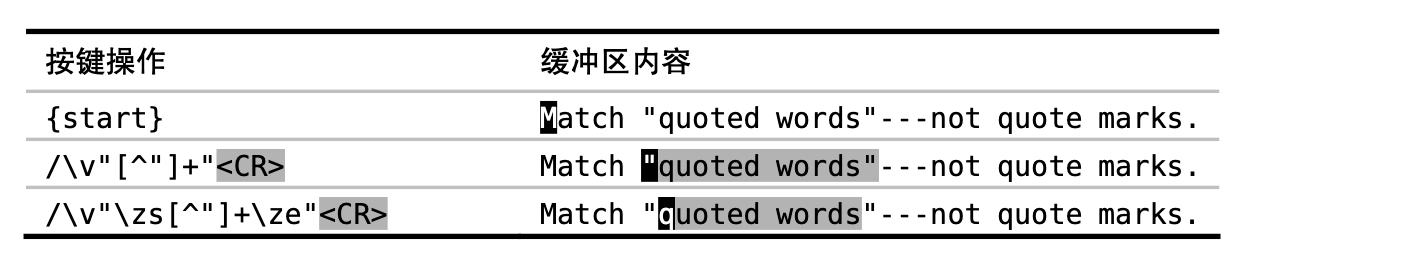 按键操作 缓冲区内容
{start} Match "quoted words"---not quote marks.
/\v"[^"]+"<CR> Match "quoted words"---not quote marks.
/\v"\zs[^"]+\ze"<CR> Match "quoted words"---not quote marks.